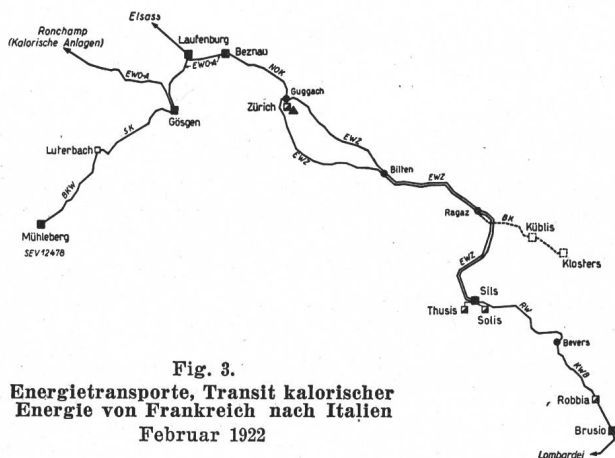 Elsass
Ronchamp
(Kalorische Anlagen)
Laufenburg
Beznau
EWO-A
EWO-A
NOK
Guggach
Zürich
Gösgen
SK
EWZ
EWZ
Luterbach
Bilten
EWZ
BKW
Ragaz
BK
Küblis
Mühleberg
SEV12478
Klosters
EWZ
Sils
Thusis
Solis
RW
Bevers
KWB
Fig. 3.
Energietransporte, Transit kalorischer
Energie von Frankreich nach Italien
Februar 1922
Robbia
Brusio
Lombardei